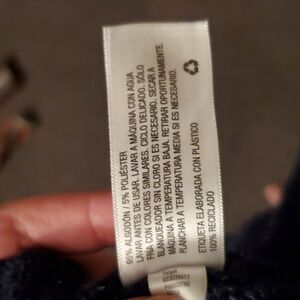 95% ALGODÓN / 5% POLIÉSTER
LAVAR ANTES DE USAR. LAVAR A MÁQUINA CON AGUA
FRÍA CON COLORES SIMILARES. CICLO DELICADO. SÓLO
BLANQUEADOR SIN CLORO SI ES NECESARIO. SECAR A
MÁQUINA A TEMPERATURA BAJA. RETIRAR OPORTUNAMENTE
PLANCHAR A TEMPERATURA MEDIA SI ES NECESARIO.
ETIQUETA ELABORADA CON PLÁSTICO
100% RECICLADO
Target